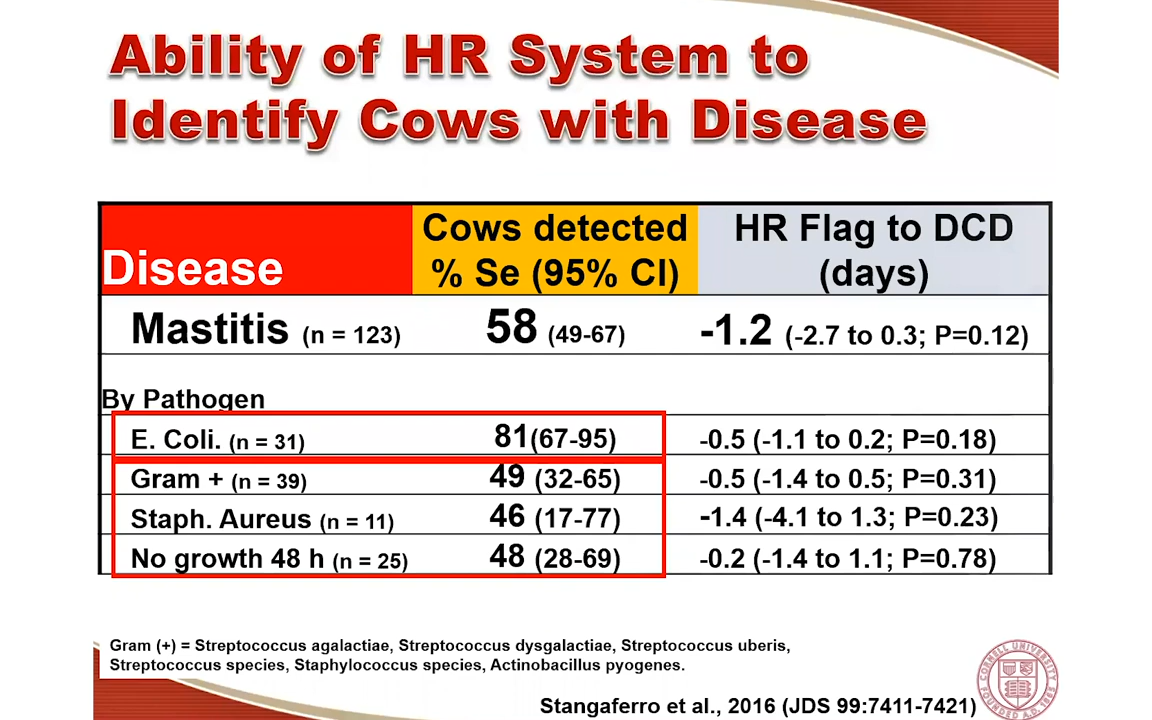 Ability of HR System to
Identify Cows with Disease
Disease
Cows detected
% Se (95% CI)
HR Flag to DCD
(days)
Mastitis (n = 123) 58 (49-67) -1.2 (-2.7 to 0.3; P=0.12)
By Pathogen
E. Coli. (n = 31) 81(67-95) -0.5 (-1.1 to 0.2; P=0.18)
Gram + (n = 39) 49 (32-65) -0.5 (-1.4 to 0.5; P=0.31)
Staph. Aureus (n = 11) 46 (17-77) -1.4 (-4.1 to 1.3; P=0.23)
No growth 48 h (n = 25) 48 (28-69) -0.2 (-1.4 to 1.1; P=0.78)
Gram (+) = Streptococcus agalactiae, Streptococcus dysgalactiae, Streptococcus uberis,
Streptococcus species, Staphylococcus species, Actinobacillus pyogenes.
CORNELL UNIVERSITY
FOUNDED A.D. 1865
Stangaferro et al., 2016 (JDS 99:7411-7421)